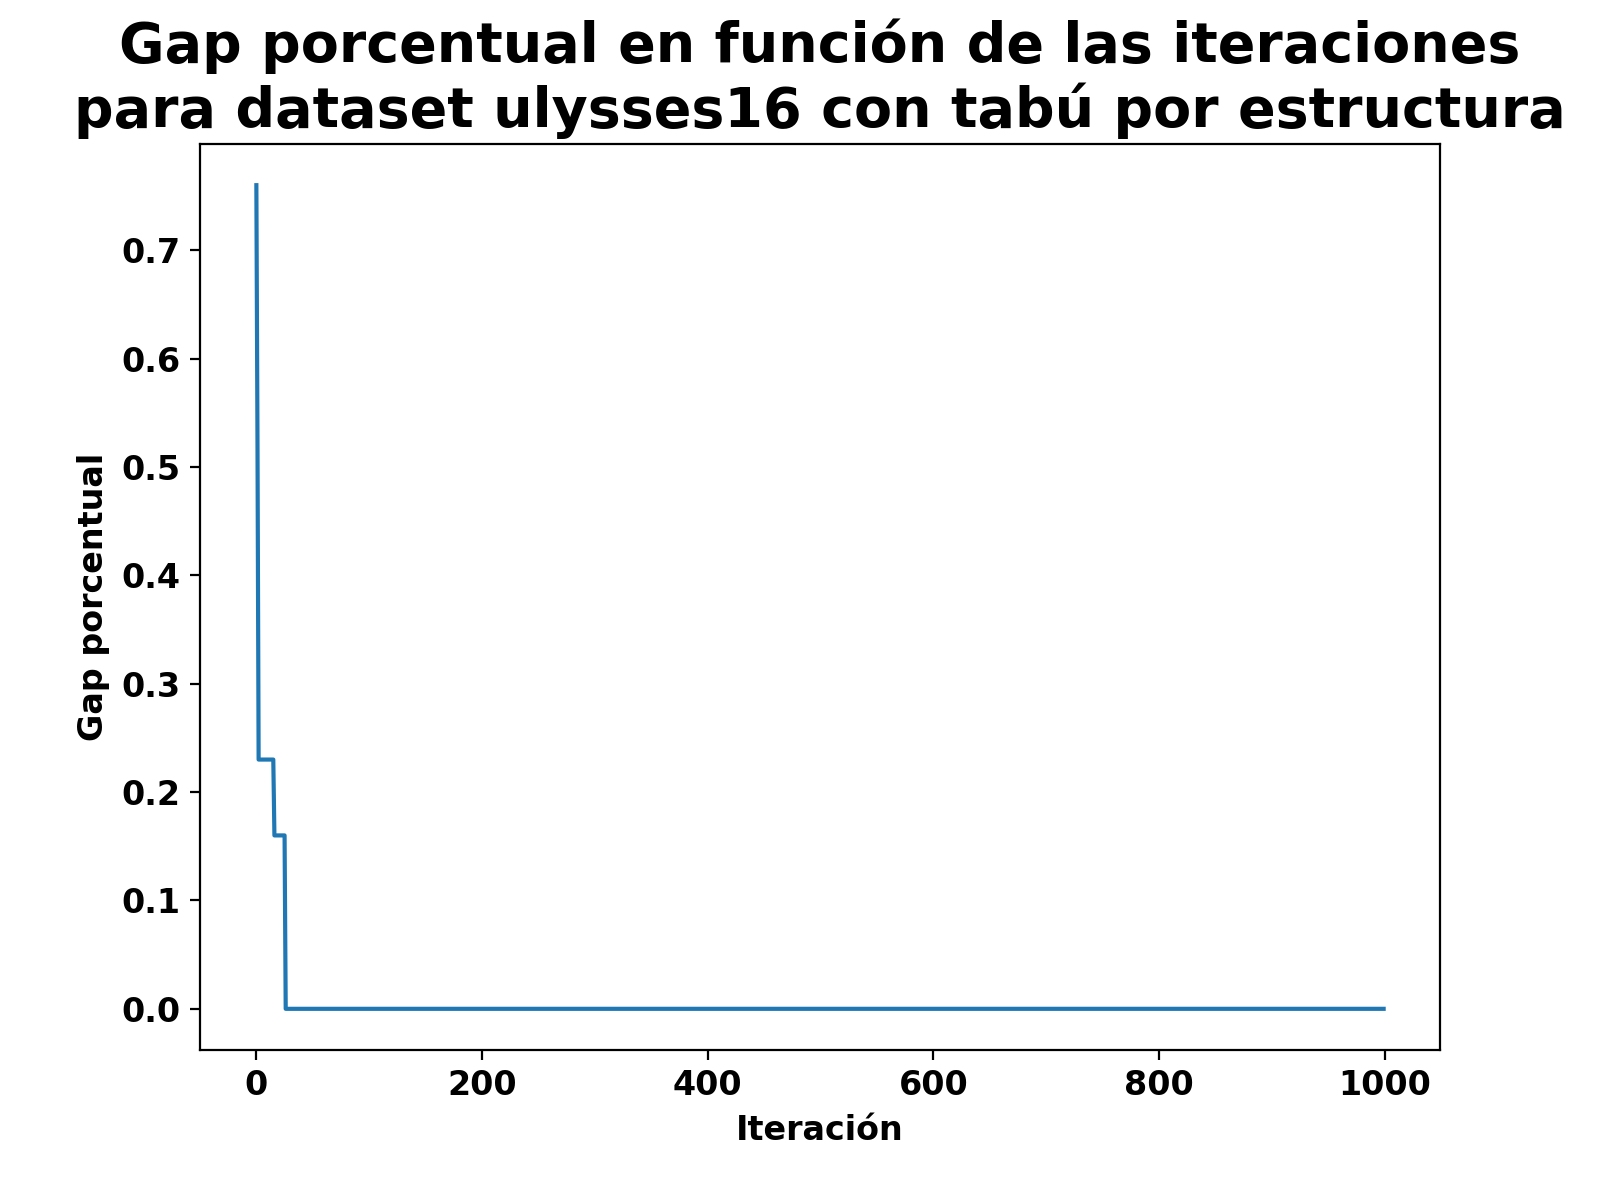 Gap porcentual en función de las iteraciones
para dataset ulysses16 con tabú por estructura
Gap porcentual
0.7
0.6
0.5
0.4
0.3
0.2
0.1
0.0
0 200 400 600 800 1000
Iteración